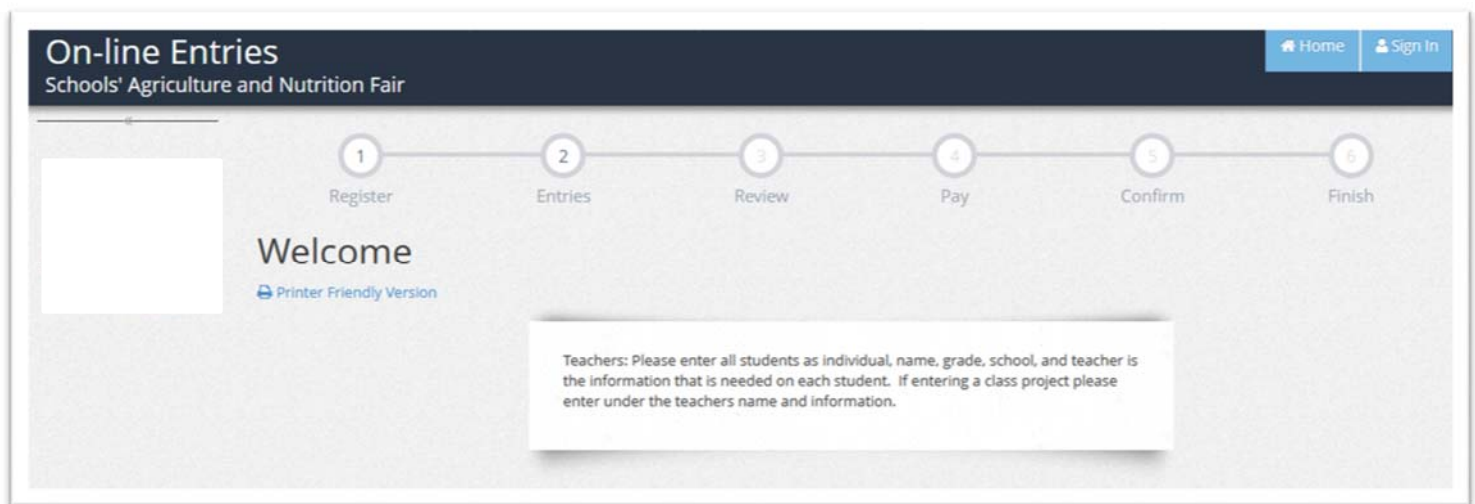 On-line Entries
Schools' Agriculture and Nutrition Fair
Home
Sign In
1
2
3
4
5
6
Register
Entries
Review
Pay
Confirm
Finish
Welcome
Printer Friendly Version
Teachers: Please enter all students as individual, name, grade, school, and teacher is
the information that is needed on each student. If entering a class project please
enter under the teachers name and information.